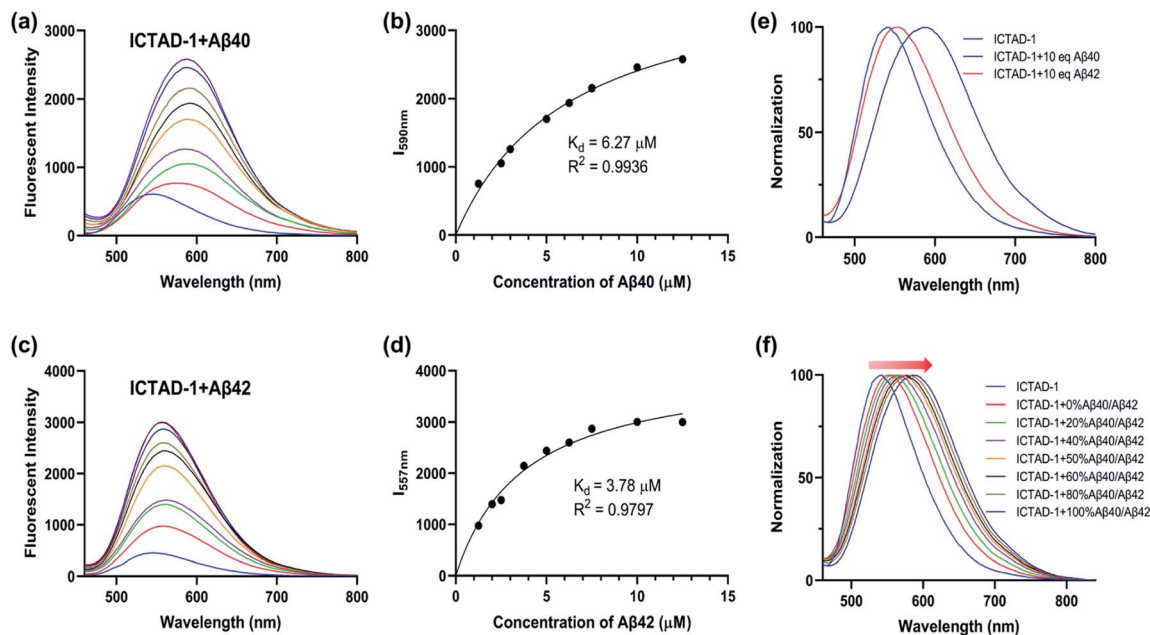 (a)
ICTAD-1+Aβ40
Fluorescent Intensity
3000
2000
1000
0
500 600 700 800
Wavelength (nm)
(b)
I590nm
3000
2000
1000
0
Kd = 6.27 μM
R2 = 0.9936
0 5 10 15
Concentration of Aβ40 (μM)
(e)
Normalization
100
50
0
ICTAD-1
ICTAD-1+10 eq Aβ40
ICTAD-1+10 eq Aβ42
500 600 700 800
Wavelength (nm)
(c)
ICTAD-1+Aβ42
Fluorescent Intensity
4000
3000
2000
1000
0
500 600 700 800
Wavelength (nm)
(d)
I557nm
4000
3000
2000
1000
0
Kd = 3.78 μM
R2 = 0.9797
0 5 10 15
Concentration of Aβ42 (μM)
(f)
Normalization
100
50
0
ICTAD-1
ICTAD-1+0%Aβ40/Aβ42
ICTAD-1+20%Aβ40/Aβ42
ICTAD-1+40%Aβ40/Aβ42
ICTAD-1+50%Aβ40/Aβ42
ICTAD-1+60%Aβ40/Aβ42
ICTAD-1+80%Aβ40/Aβ42
ICTAD-1+100%Aβ40/Aβ42
500 600 700 800
Wavelength (nm)